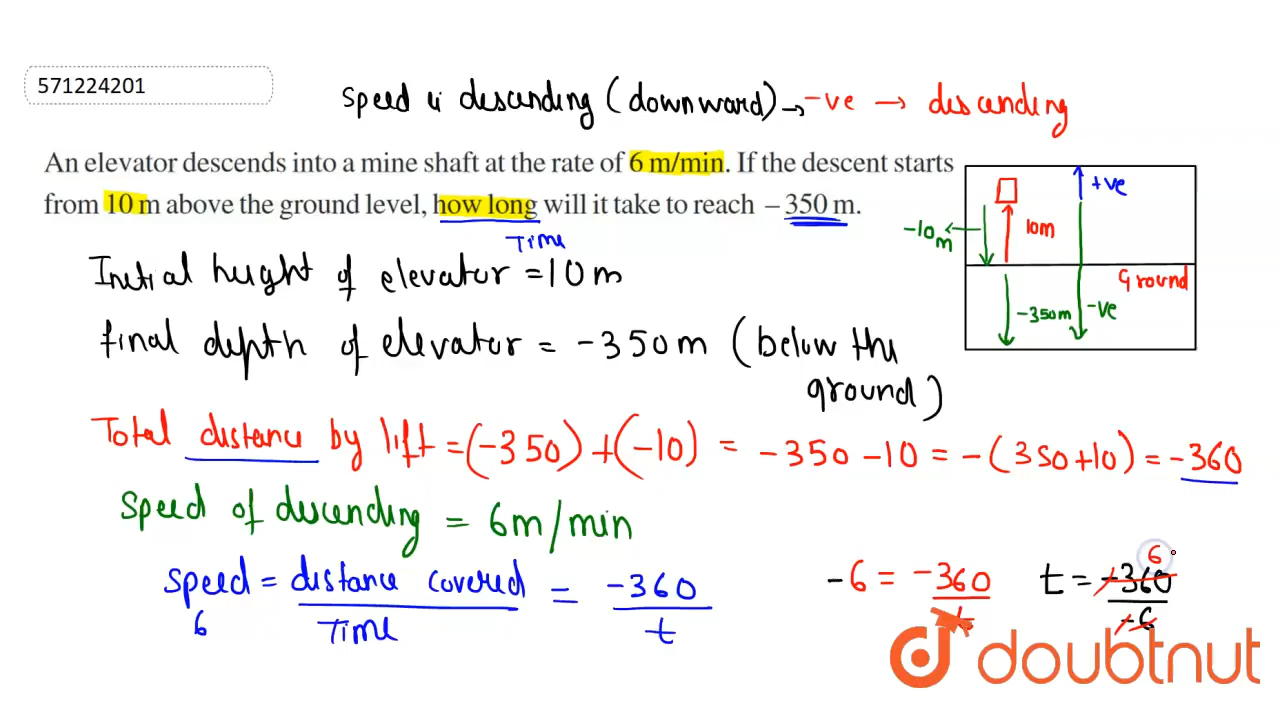 571224201
speed is descending (downward) → -ve → descending
An elevator descends into a mine shaft at the rate of 6 m/min. If the descent starts
from 10 m above the ground level, how long will it take to reach – 350 m.
Time
+ve
-10m
10m
Ground
-350m
-ve
Initial height of elevator = 10 m
final depth of elevator = -350m (below the
ground)
Total distance by lift = (-350) + (-10) = -350 -10 = -(350+10) = -360
Speed of descending = 6m/min
speed = distance covered / Time = -360 / t
6
-6 = -360 / t
t = -360 / -6
6
doubtnut